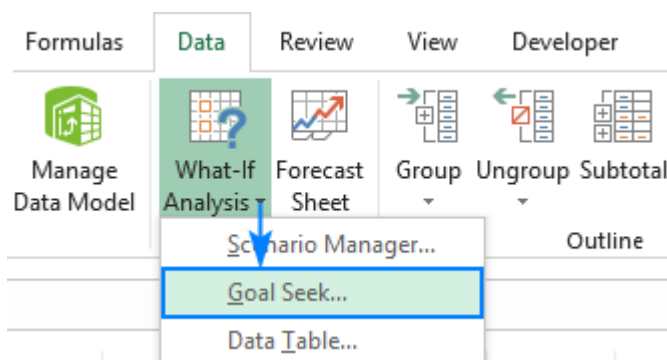 Formulas Data Review View Developer
Manage What-If Forecast Group Ungroup Subtotal
Data Model Analysis Sheet
Outline
Scenario Manager...
Goal Seek...
Data Table...